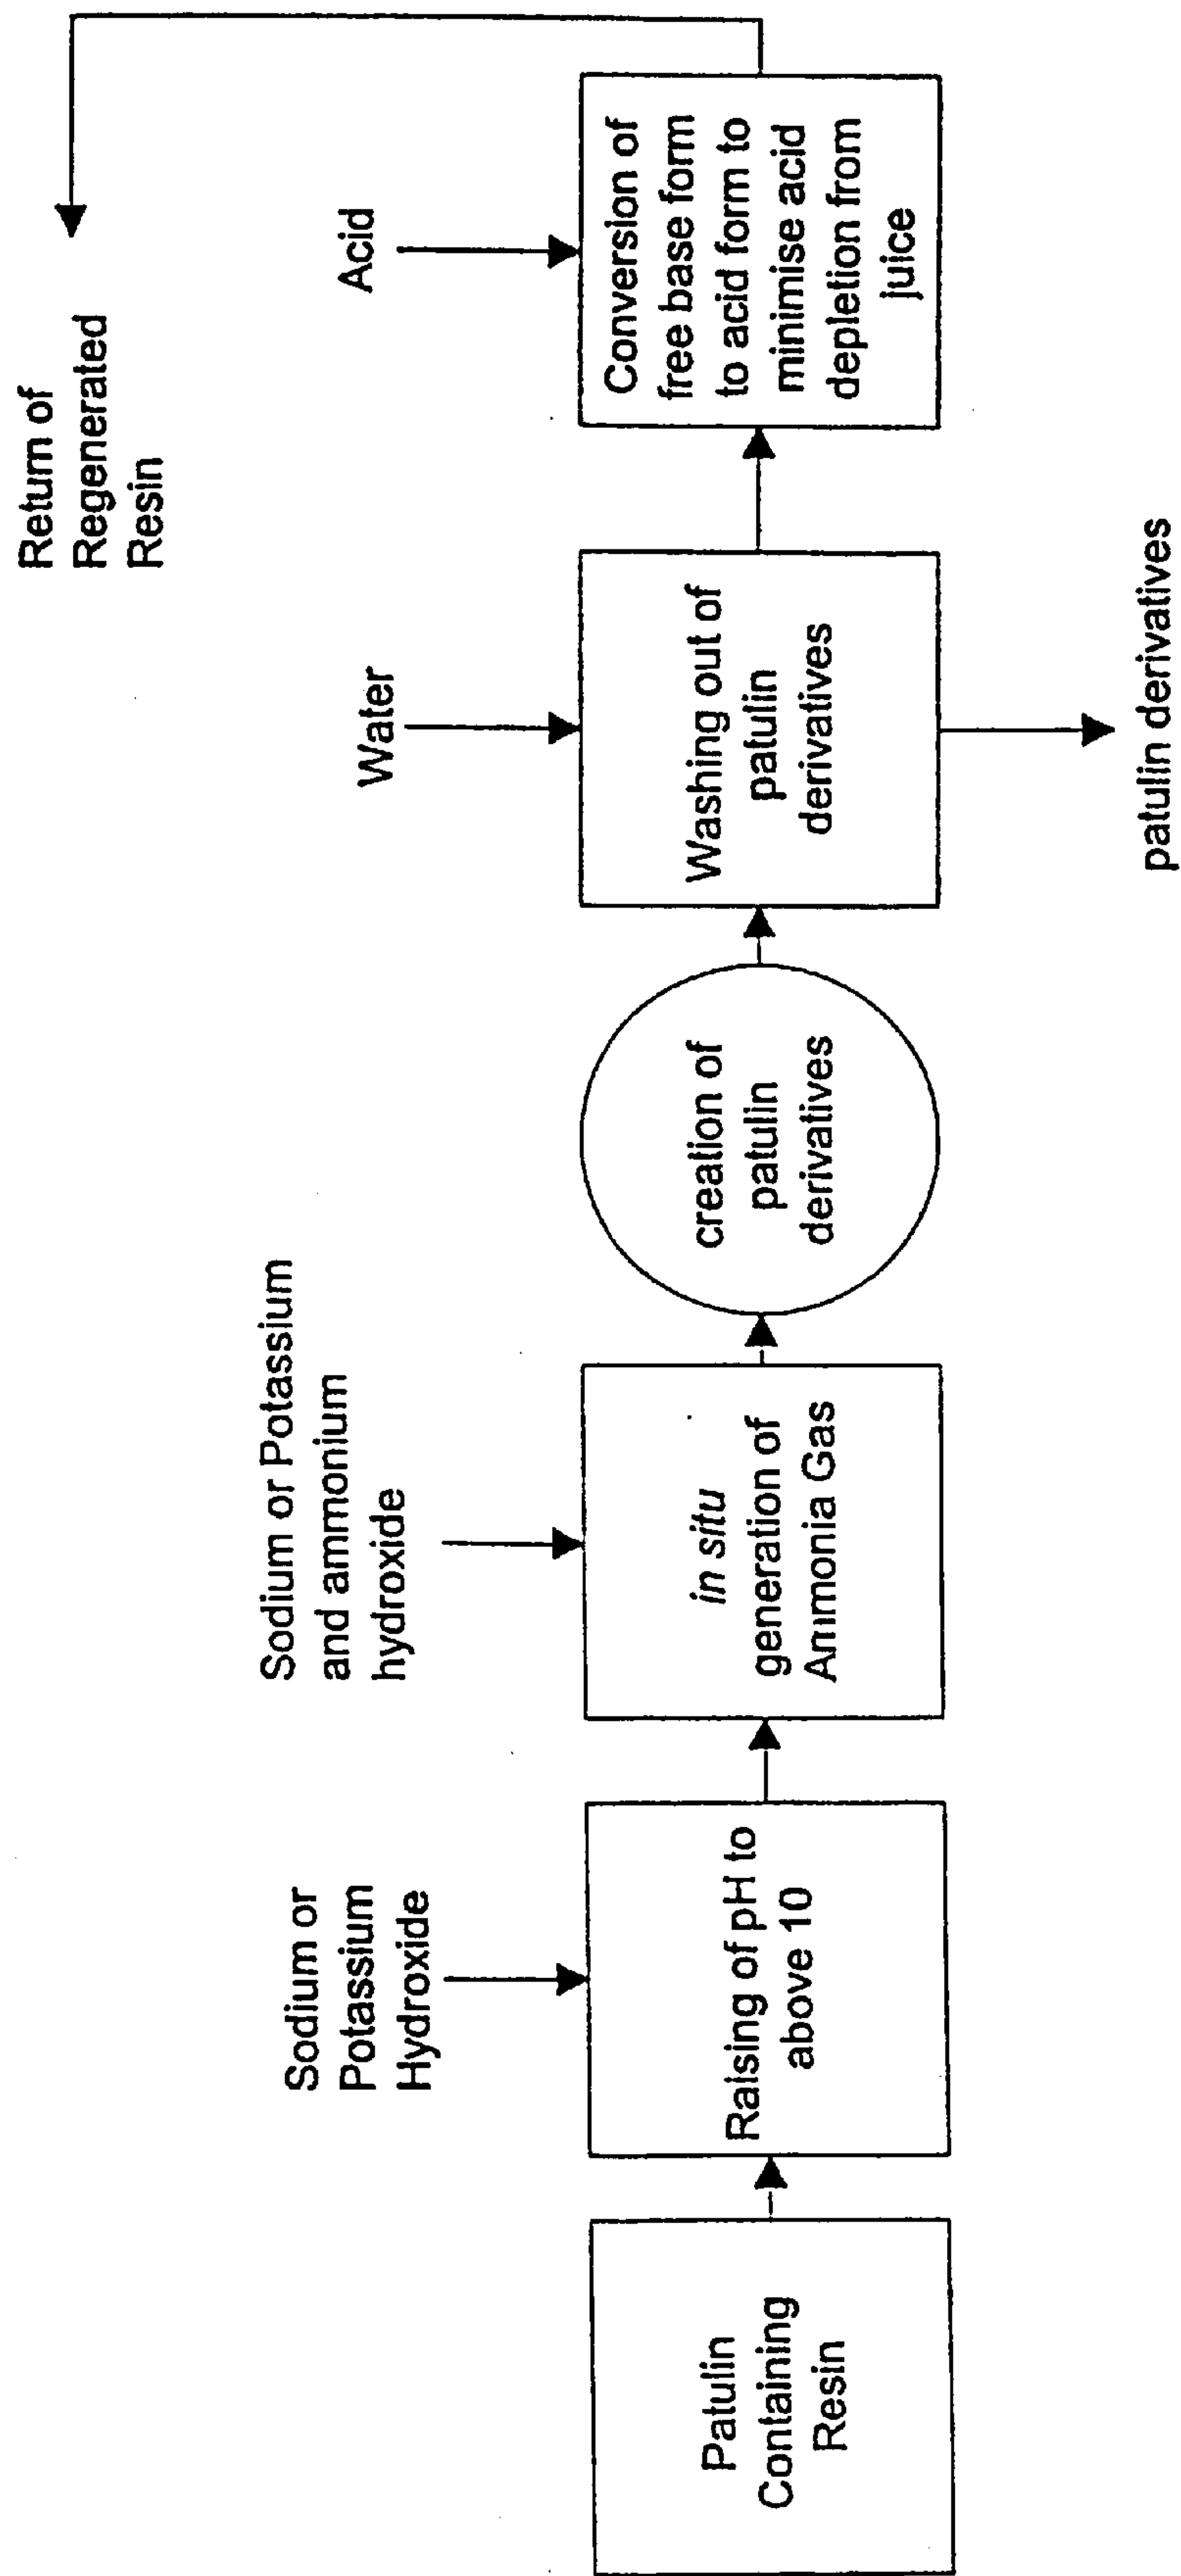 Patulin
Containing
Resin
Sodium or
Potassium
Hydroxide
Raising of pH to
above 10
Sodium or Potassium
and ammonium
hydroxide
in situ
generation of
Ammonia Gas
creation of
patulin
derivatives
Water
Washing out of
patulin
derivatives
patulin derivatives
Acid
Conversion of
free base form
to acid form to
minimise acid
depletion from
juice
Return of
Regenerated
Resin